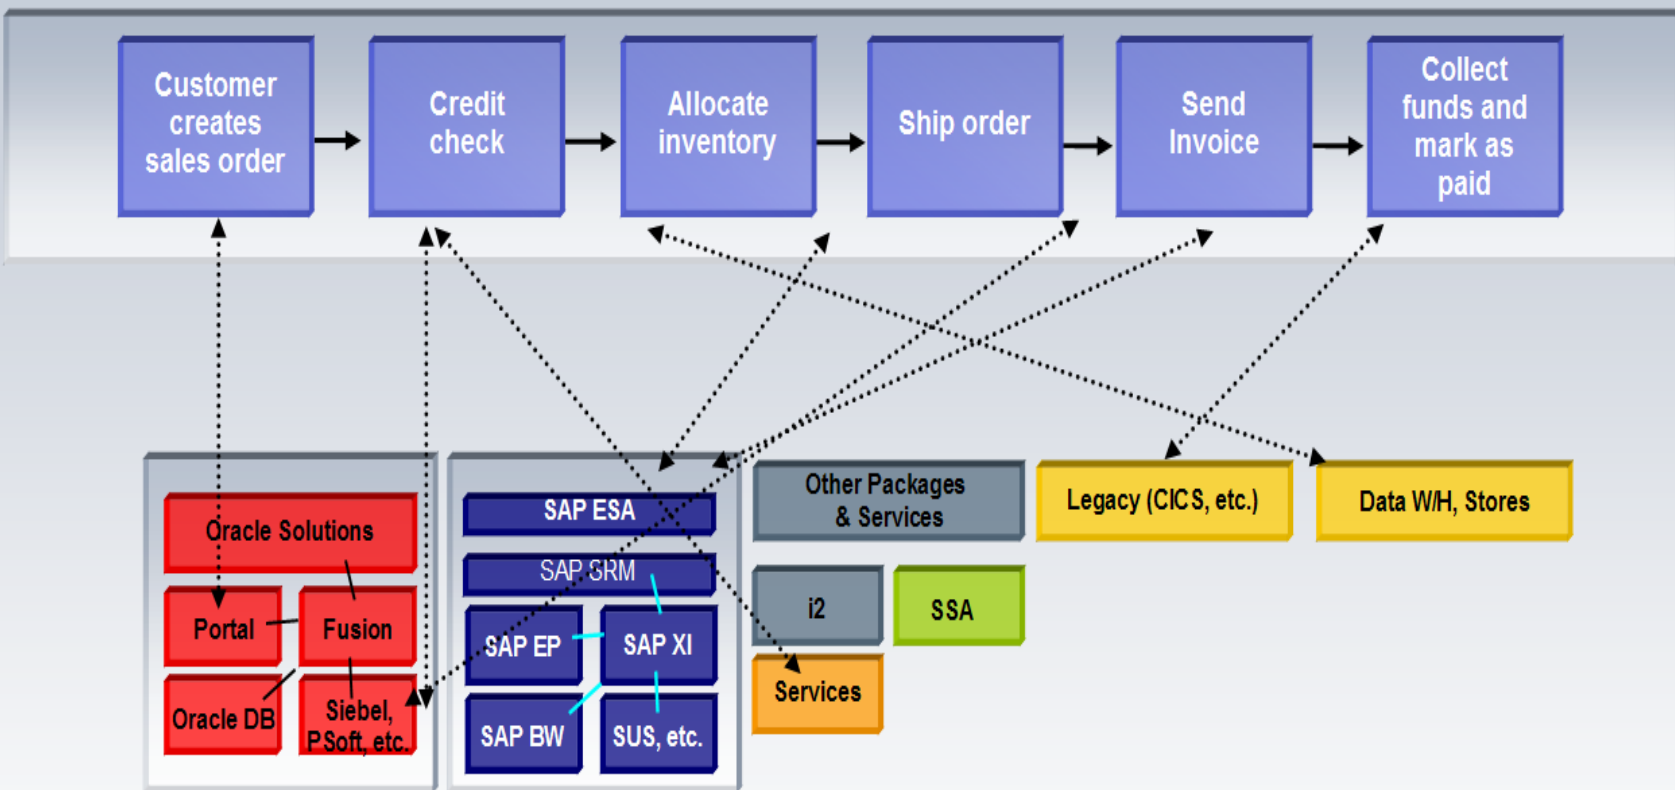 Customer
creates
sales order
Credit
check
Allocate
inventory
Ship order
Send
Invoice
Collect
funds and
mark as
paid
Oracle Solutions
Portal
Fusion
Oracle DB
Siebel,
PSoft, etc.
SAP ESA
SAP SRM
SAP EP
SAP XI
SAP BW
SUS, etc.
Other Packages
& Services
i2
SSA
Services
Legacy (CICS, etc.)
Data W/H, Stores